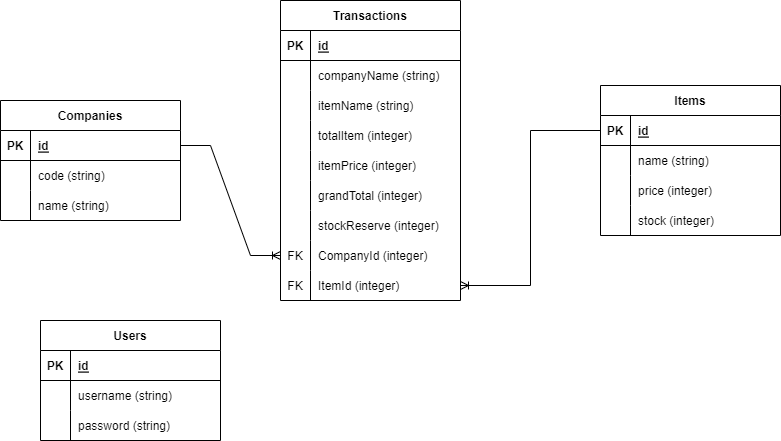 Transactions
PK id
companyName (string)
itemName (string)
totalItem (integer)
itemPrice (integer)
grandTotal (integer)
stockReserve (integer)
FK CompanyId (integer)
FK ItemId (integer)
Companies
PK id
code (string)
name (string)
Items
PK id
name (string)
price (integer)
stock (integer)
Users
PK id
username (string)
password (string)